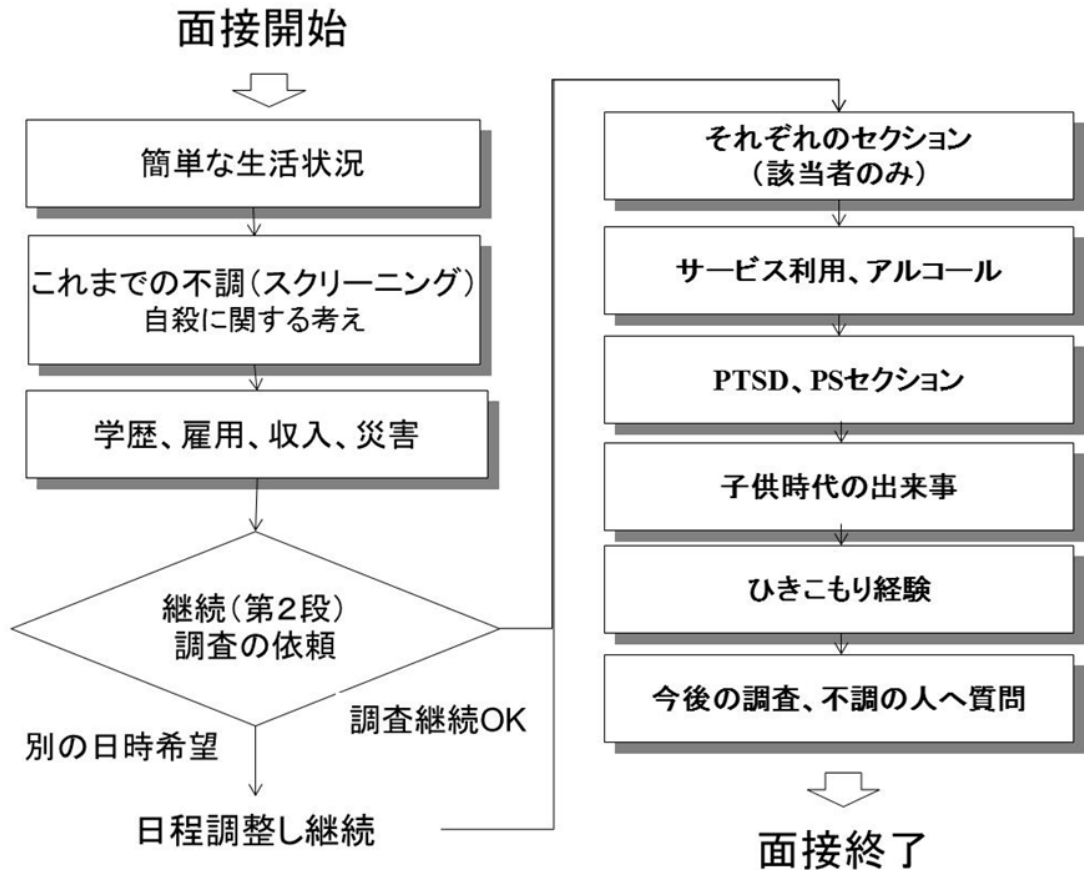 面接開始
簡単な生活状況
これまでの不調(スクリーニング)
自殺に関する考え
学歴、雇用、収入、災害
継続(第2段)
調査の依頼
調査継続OK
別の日時希望
日程調整し継続
それぞれのセクション
(該当者のみ)
サービス利用、アルコール
PTSD、PSセクション
子供時代の出来事
ひきこもり経験
今後の調査、不調の人へ質問
面接終了